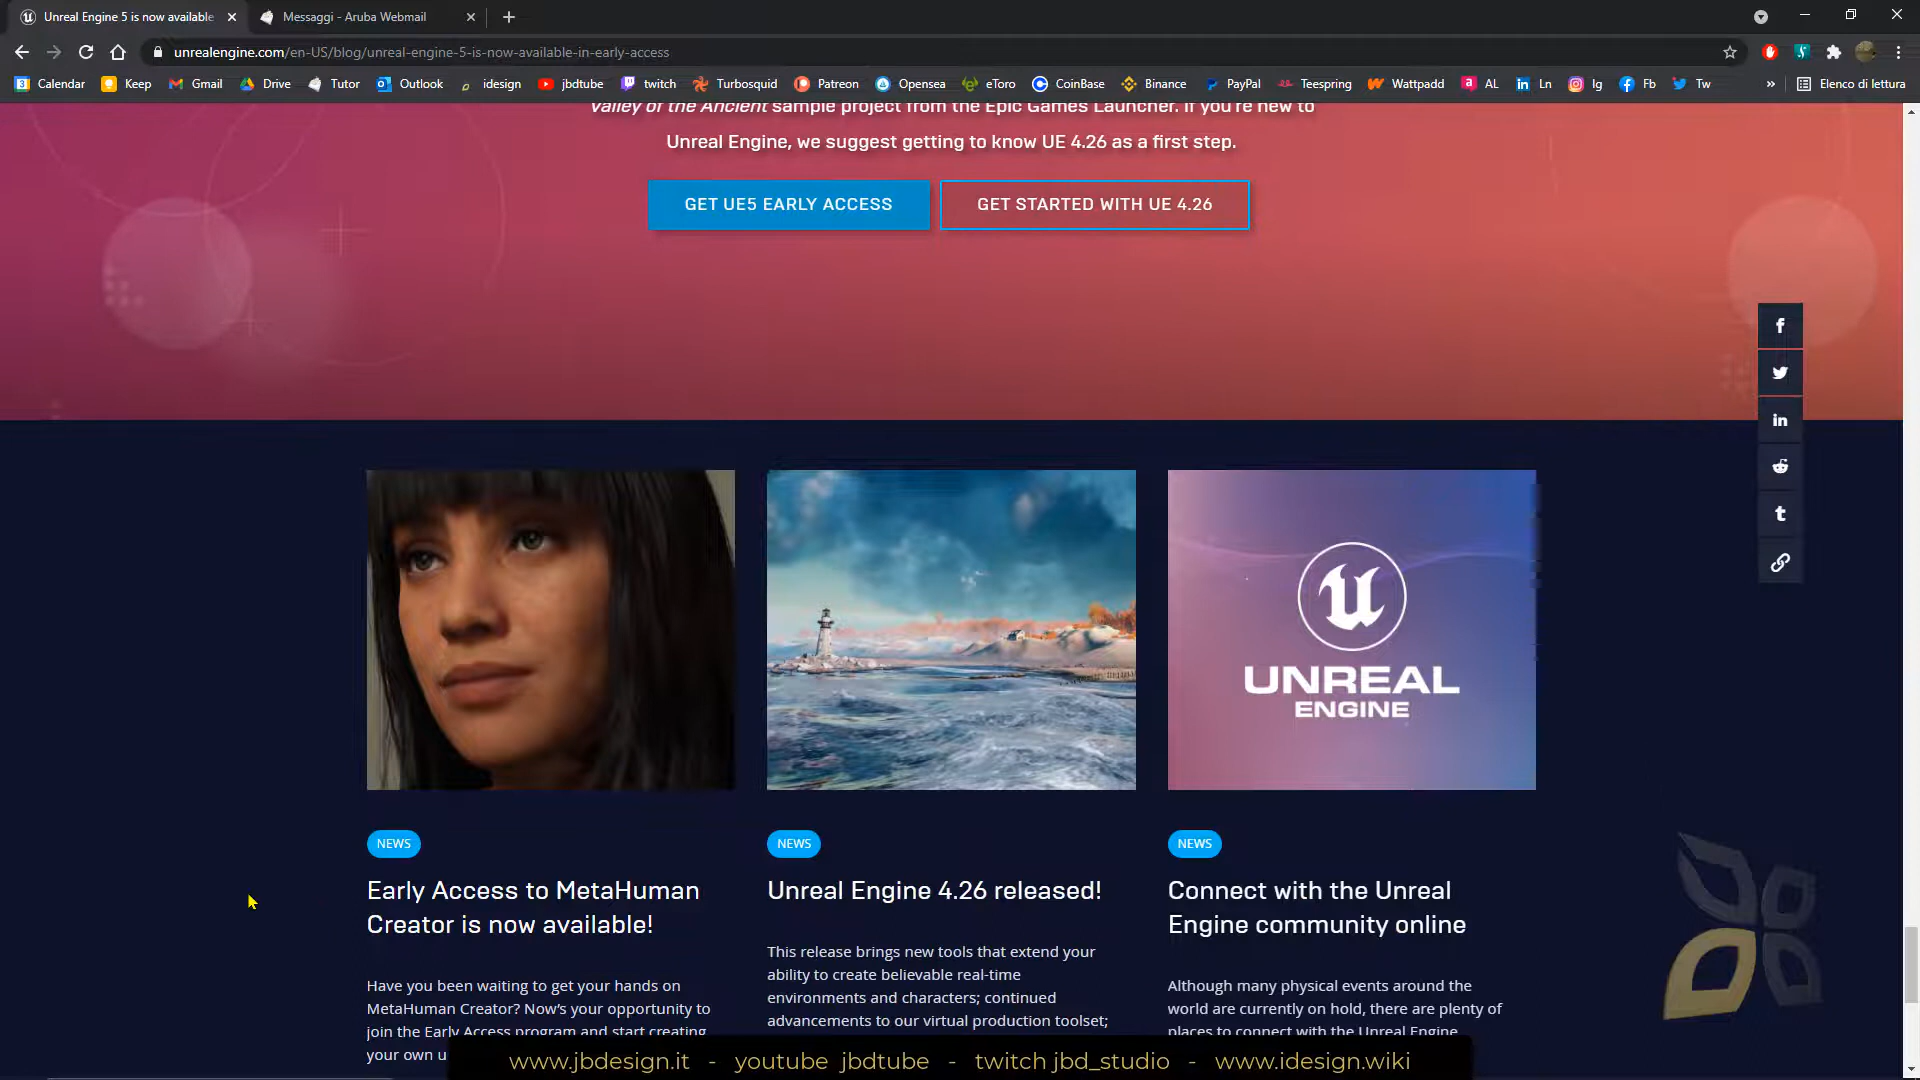 Unreal Engine 5 is now available
Messaggi - Aruba Webmail
unrealengine.com/en-US/blog/unreal-engine-5-is-now-available-in-early-access
Calendar Keep Gmail Drive Tutor Outlook idesign jbdtube twitch Turbosquid Patreon Opensea eToro CoinBase Binance PayPal Teespring Wattpadd AL Ln Ig Fb Tw » Elenco di lettura
Valley of the Ancient sample project from the Epic Games Launcher. If you're new to
Unreal Engine, we suggest getting to know UE 4.26 as a first step.
GET UE5 EARLY ACCESS
GET STARTED WITH UE 4.26
UNREAL
ENGINE
NEWS
Early Access to MetaHuman
Creator is now available!
Have you been waiting to get your hands on
MetaHuman Creator? Now's your opportunity to
join the Early Access program and start creating
your own u
NEWS
Unreal Engine 4.26 released!
This release brings new tools that extend your
ability to create believable real-time
environments and characters; continued
advancements to our virtual production toolset;
NEWS
Connect with the Unreal
Engine community online
Although many physical events around the
world are currently on hold, there are plenty of
places to connect with the Unreal Engine
www.jbdesign.it - youtube jbdtube - twitch jbd_studio - www.idesign.wiki